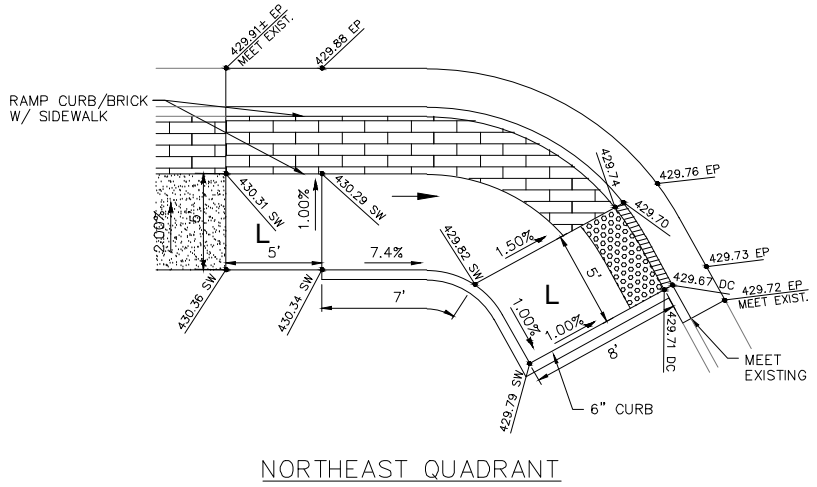 429.91± EP
MEET EXIST.
429.88 EP
RAMP CURB/BRICK
W/ SIDEWALK
429.74
429.76 EP
429.70
430.31 SW
430.29 SW
1.00%
2.00%
5'
L
5'
7.4%
429.82 SW
1.50%
5'
L
429.73 EP
429.67 DC
429.72 EP
MEET EXIST.
430.36 SW
430.34 SW
7'
1.00%
1.00%
8'
429.71 DC
MEET
EXISTING
429.79 SW
6" CURB
NORTHEAST QUADRANT